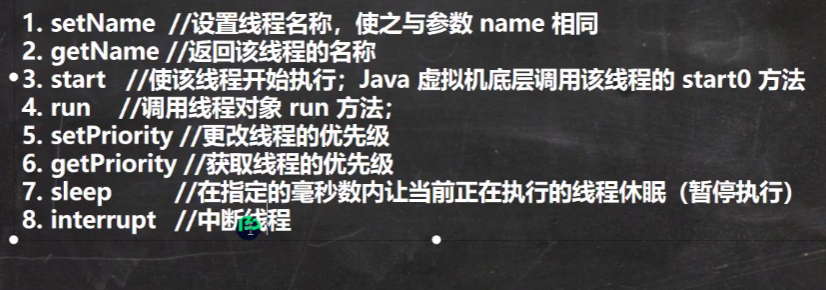 1. setName //设置线程名称，使之与参数 name 相同
2. getName //返回该线程的名称
3. start //使该线程开始执行；Java 虚拟机底层调用该线程的 start0 方法
4. run //调用线程对象 run 方法；
5. setPriority //更改线程的优先级
6. getPriority //获取线程的优先级
7. sleep //在指定的毫秒数内让当前正在执行的线程休眠（暂停执行）
8. interrupt //中断线程